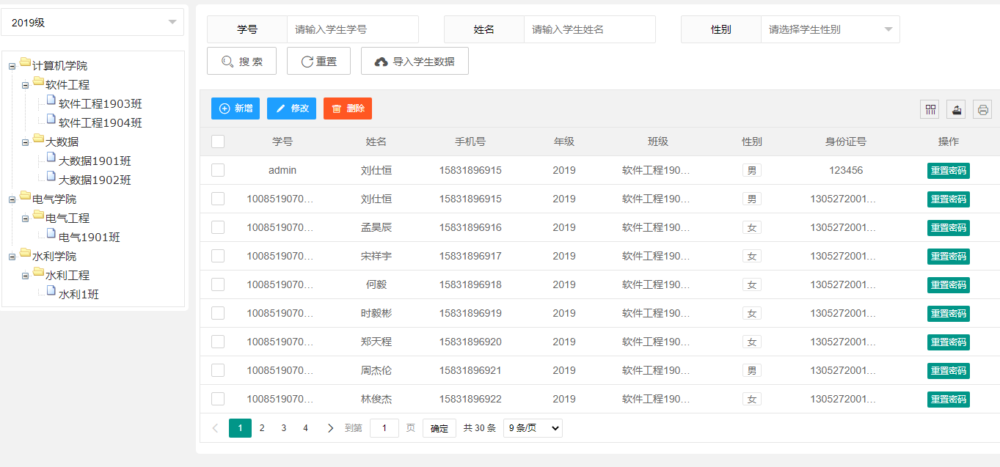 2019级
计算机学院
软件工程
软件工程1903班
软件工程1904班
大数据
大数据1901班
大数据1902班
电气学院
电气工程
电气1901班
水利学院
水利工程
水利1班
学号 请输入学生学号 姓名 请输入学生姓名 性别 请选择学生性别
搜 索 重置 导入学生数据
新增 修改 删除
学号 姓名 手机号 年级 班级 性别 身份证号 操作
admin 刘仕恒 15831896915 2019 软件工程190... 男 123456 重置密码
1008519070... 刘仕恒 15831896915 2019 软件工程190... 男 1305272001... 重置密码
1008519070... 孟昊辰 15831896916 2019 软件工程190... 女 1305272001... 重置密码
1008519070... 宋祥宇 15831896917 2019 软件工程190... 女 1305272001... 重置密码
1008519070... 何毅 15831896918 2019 软件工程190... 女 1305272001... 重置密码
1008519070... 时毅彬 15831896919 2019 软件工程190... 女 1305272001... 重置密码
1008519070... 郑天程 15831896920 2019 软件工程190... 女 1305272001... 重置密码
1008519070... 周杰伦 15831896921 2019 软件工程190... 男 1305272001... 重置密码
1008519070... 林俊杰 15831896922 2019 软件工程190... 女 1305272001... 重置密码
1 2 3 4 到第 1 页 确定 共 30 条 9 条/页